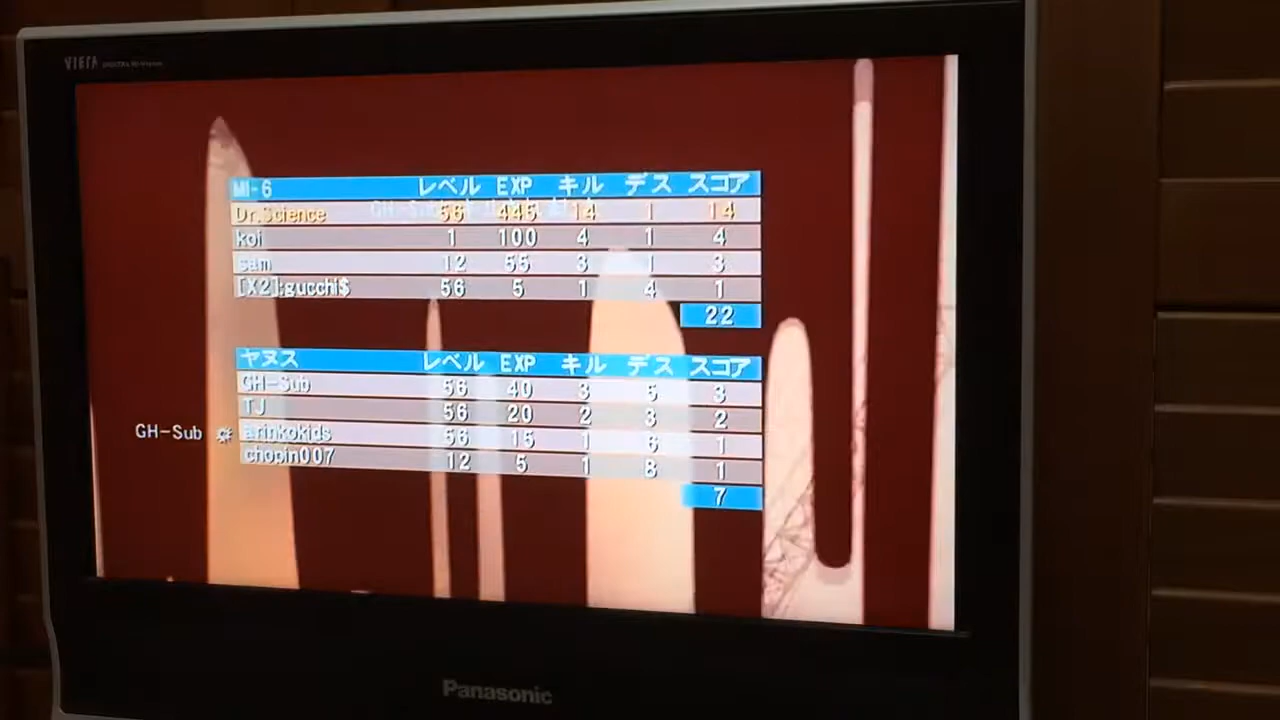 VIERA
MI-6 レベル EXP キル デス スコア
Dr.Science 56 445 14 1 14
koi 1 100 4 1 4
sam 12 55 3 1 3
[X2]:gucchi$ 56 5 1 4 1
22
ヤヌス レベル EXP キル デス スコア
GH-Sub 56 40 3 5 3
TJ 56 20 2 3 2
arinkokids 56 15 1 6 1
chopin007 12 5 1 8 1
GH-Sub
7
Panasonic